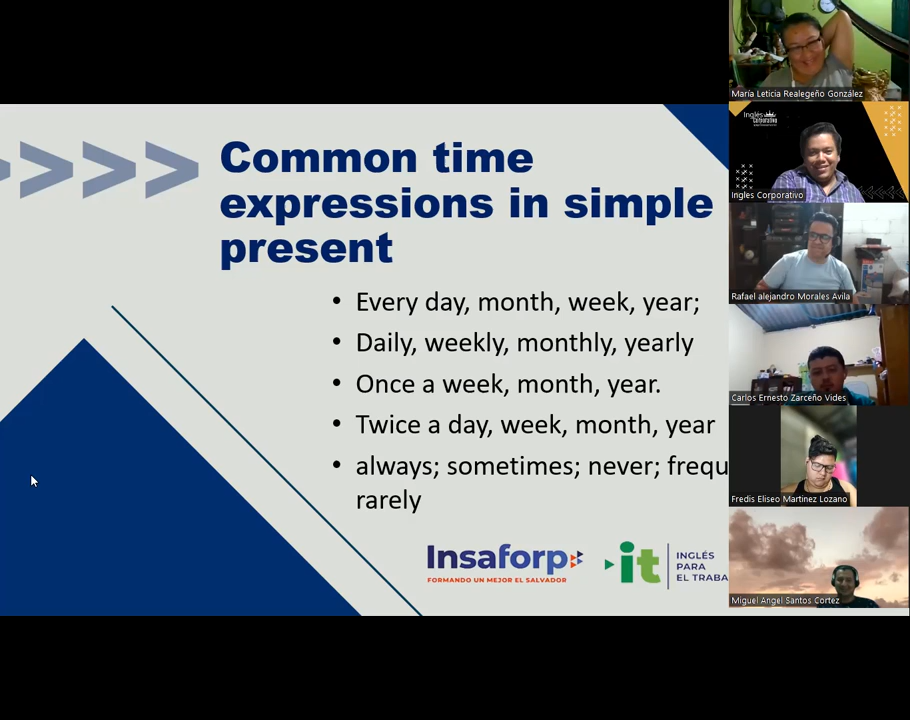 Common time
expressions in simple
present
• Every day, month, week, year;
• Daily, weekly, monthly, yearly
• Once a week, month, year.
• Twice a day, week, month, year
• always; sometimes; never; frequ
rarely
Insaforp
FORMANDO UN MEJOR EL SALVADOR
it
INGLÉS
PARA
EL TRABA
María Leticia Realegeño González
Inglés
Corporativo
Ingles Corporativo
Rafael alejandro Morales Avila
Carlos Ernesto Zarceño Vides
Fredis Eliseo Martinez Lozano
Miguel Angel Santos Cortez